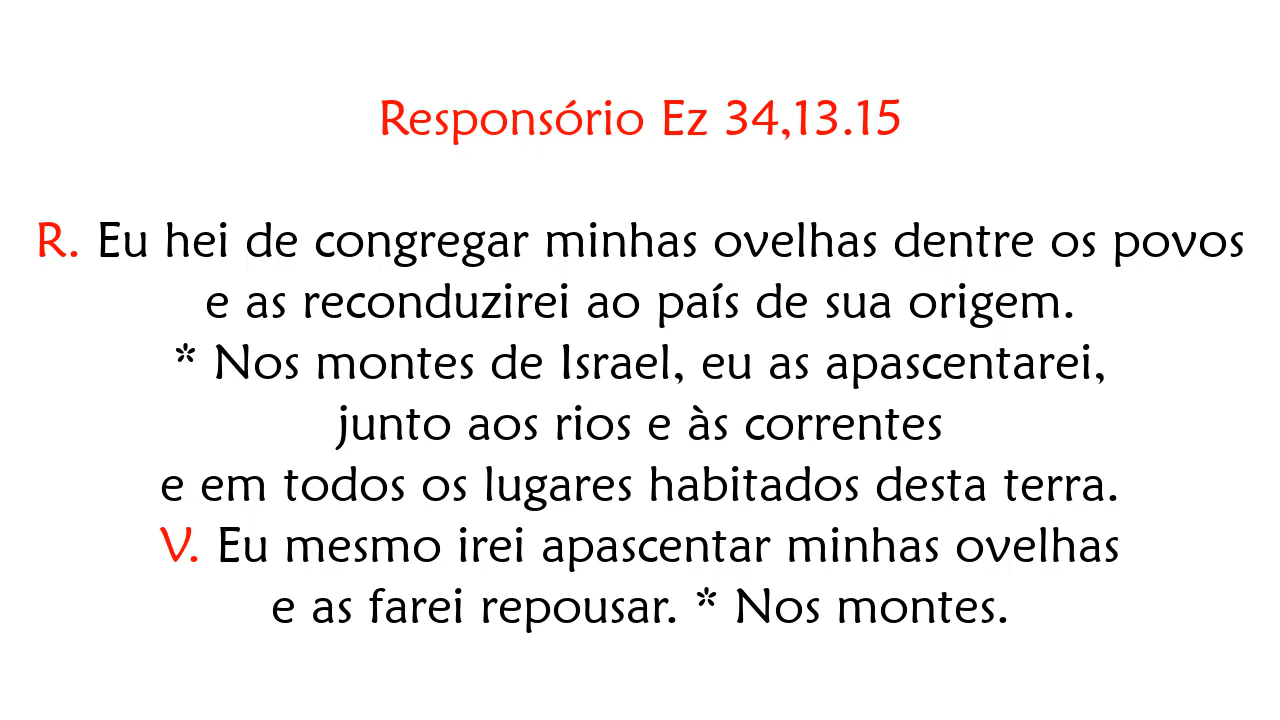 Responsório Ez 34,13.15
R. Eu hei de congregar minhas ovelhas dentre os povos
e as reconduzirei ao país de sua origem.
* Nos montes de Israel, eu as apascentarei,
junto aos rios e às correntes
e em todos os lugares habitados desta terra.
V. Eu mesmo irei apascentar minhas ovelhas
e as farei repousar. * Nos montes.